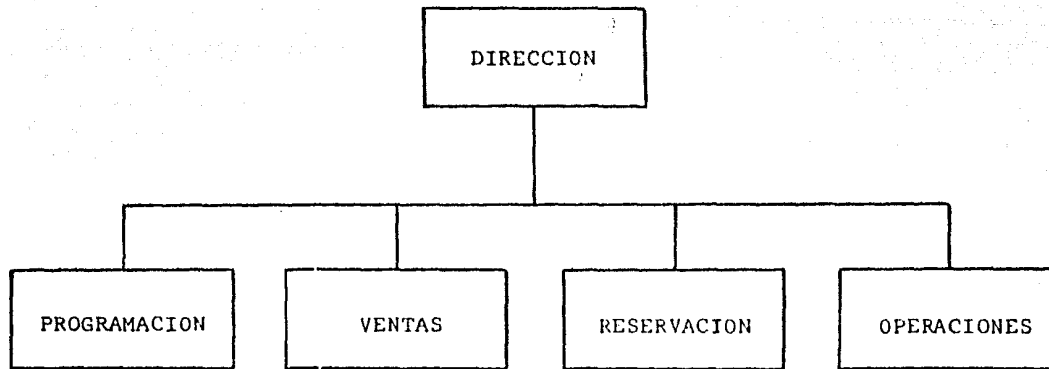 DIRECCION
PROGRAMACION
VENTAS
RESERVACION
OPERACIONES